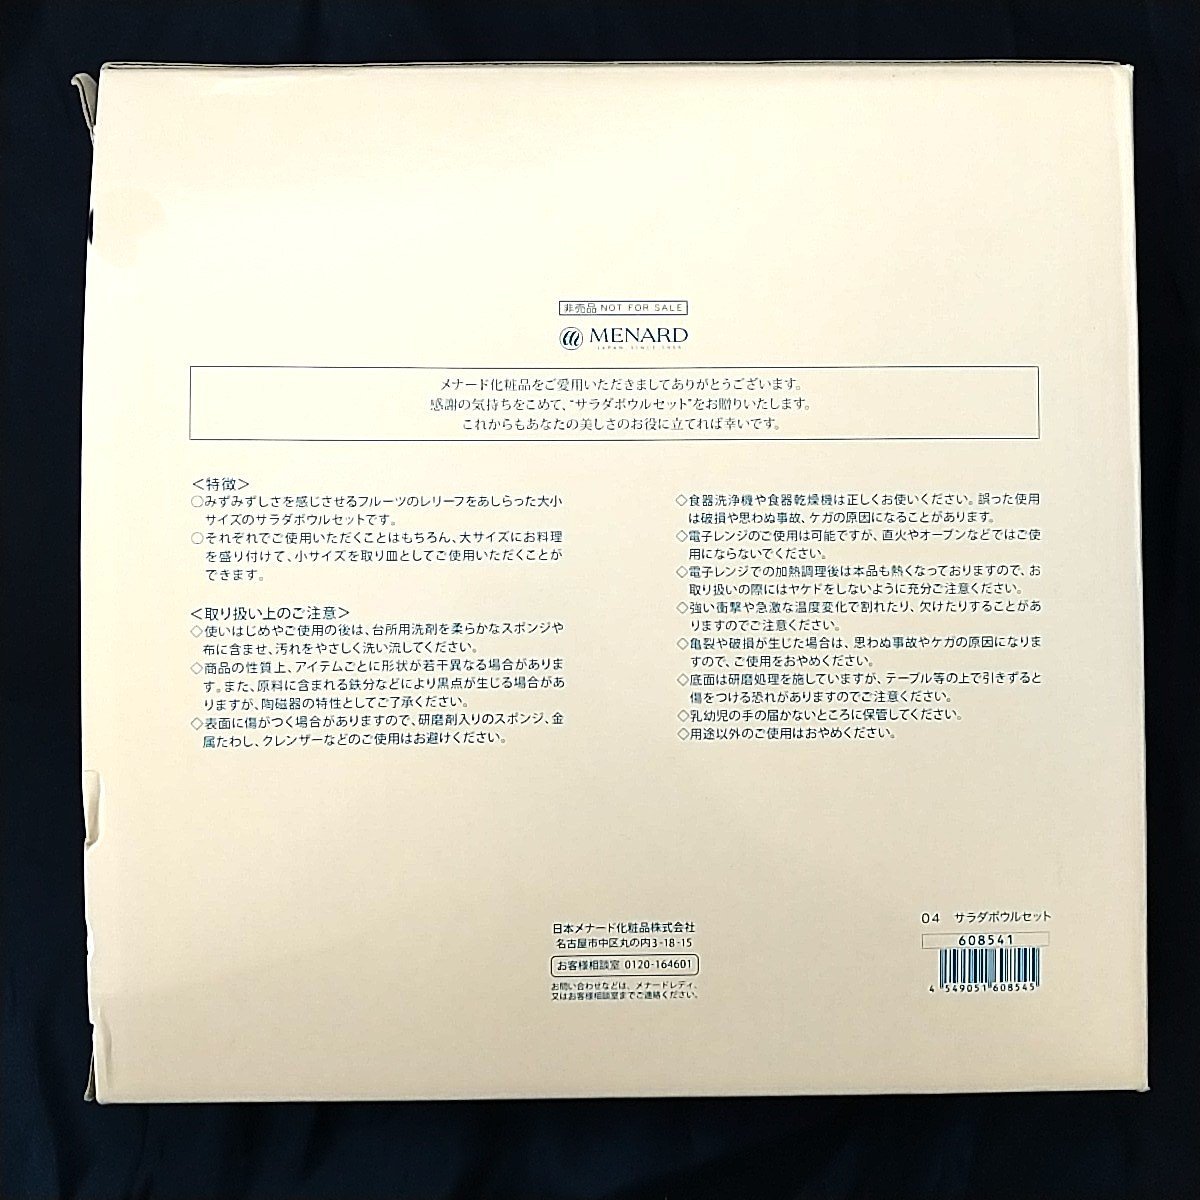 非売品 NOT FOR SALE
MENARD
JAPAN SINCE 1959
メナード化粧品をご愛用いただきましてありがとうございます。
感謝の気持ちをこめて、“サラダボウルセット”をお贈りいたします。
これからもあなたの美しさのお役に立てれば幸いです。
＜特徴＞
○みずみずしさを感じさせるフルーツのレリーフをあしらった大小
サイズのサラダボウルセットです。
○それぞれでご使用いただくことはもちろん、大サイズにお料理
を盛り付けて、小サイズを取り皿としてご使用いただくことが
できます。
＜取り扱い上のご注意＞
◇使いはじめやご使用の後は、台所用洗剤を柔らかなスポンジや
布に含ませ、汚れをやさしく洗い流してください。
◇商品の性質上、アイテムごとに形状が若干異なる場合がありま
す。また、原料に含まれる鉄分などにより黒点が生じる場合があ
りますが、陶磁器の特性としてご了承ください。
◇表面に傷がつく場合がありますので、研磨剤入りのスポンジ、金
属たわし、クレンザーなどのご使用はお避けください。
◇食器洗浄機や食器乾燥機は正しくお使いください。誤った使用
は破損や思わぬ事故、ケガの原因になることがあります。
◇電子レンジのご使用は可能ですが、直火やオーブンなどではご使
用にならないでください。
◇電子レンジでの加熱調理後は本品も熱くなっておりますので、お
取り扱いの際にはヤケドをしないように充分ご注意ください。
◇強い衝撃や急激な温度変化で割れたり、欠けたりすることがあ
りますのでご注意ください。
◇亀裂や破損が生じた場合は、思わぬ事故やケガの原因になりま
すので、ご使用をおやめください。
◇底面は研磨処理を施していますが、テーブル等の上で引きずると
傷をつける恐れがありますのでご注意ください。
◇乳幼児の手の届かないところに保管してください。
◇用途以外のご使用はおやめください。
日本メナード化粧品株式会社
名古屋市中区丸の内3-18-15
お客様相談室 0120-164601
お問い合わせなどは、メナードレディ、
又はお客様相談室までご連絡ください。
04 サラダボウルセット
608541
4 549051 608545